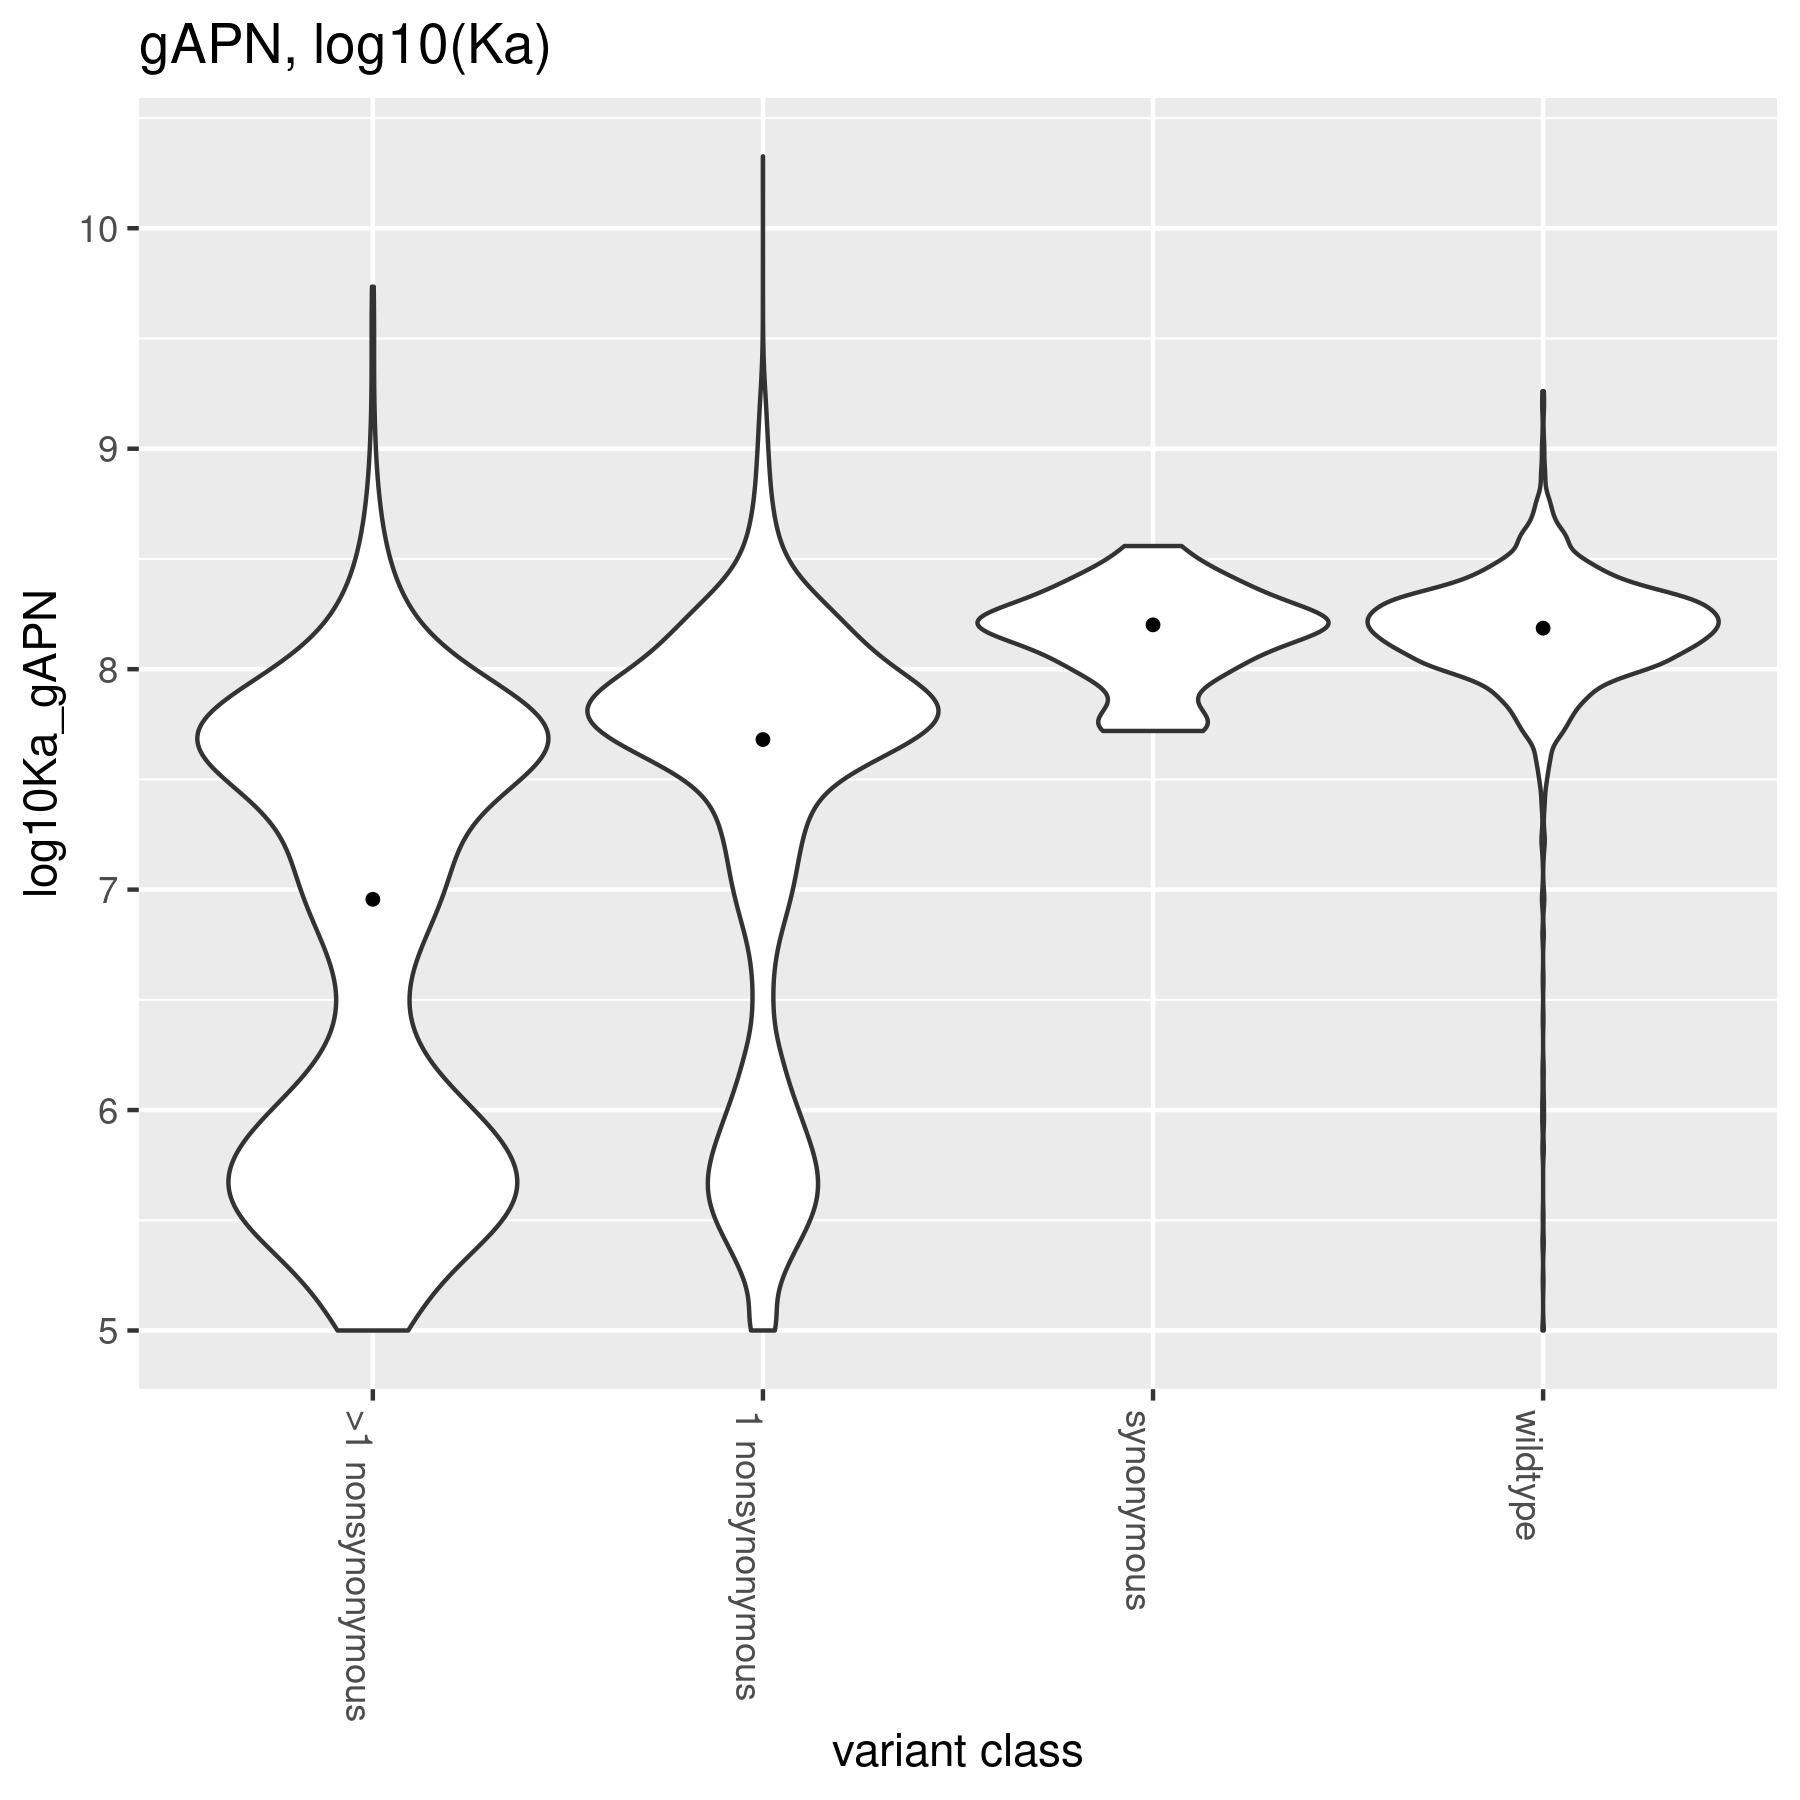 gAPN, log10(Ka)
log10Ka_gAPN
10
9
8
7
6
5
>1 nonsynonymous
1 nonsynonymous
synonymous
wildtype
variant class